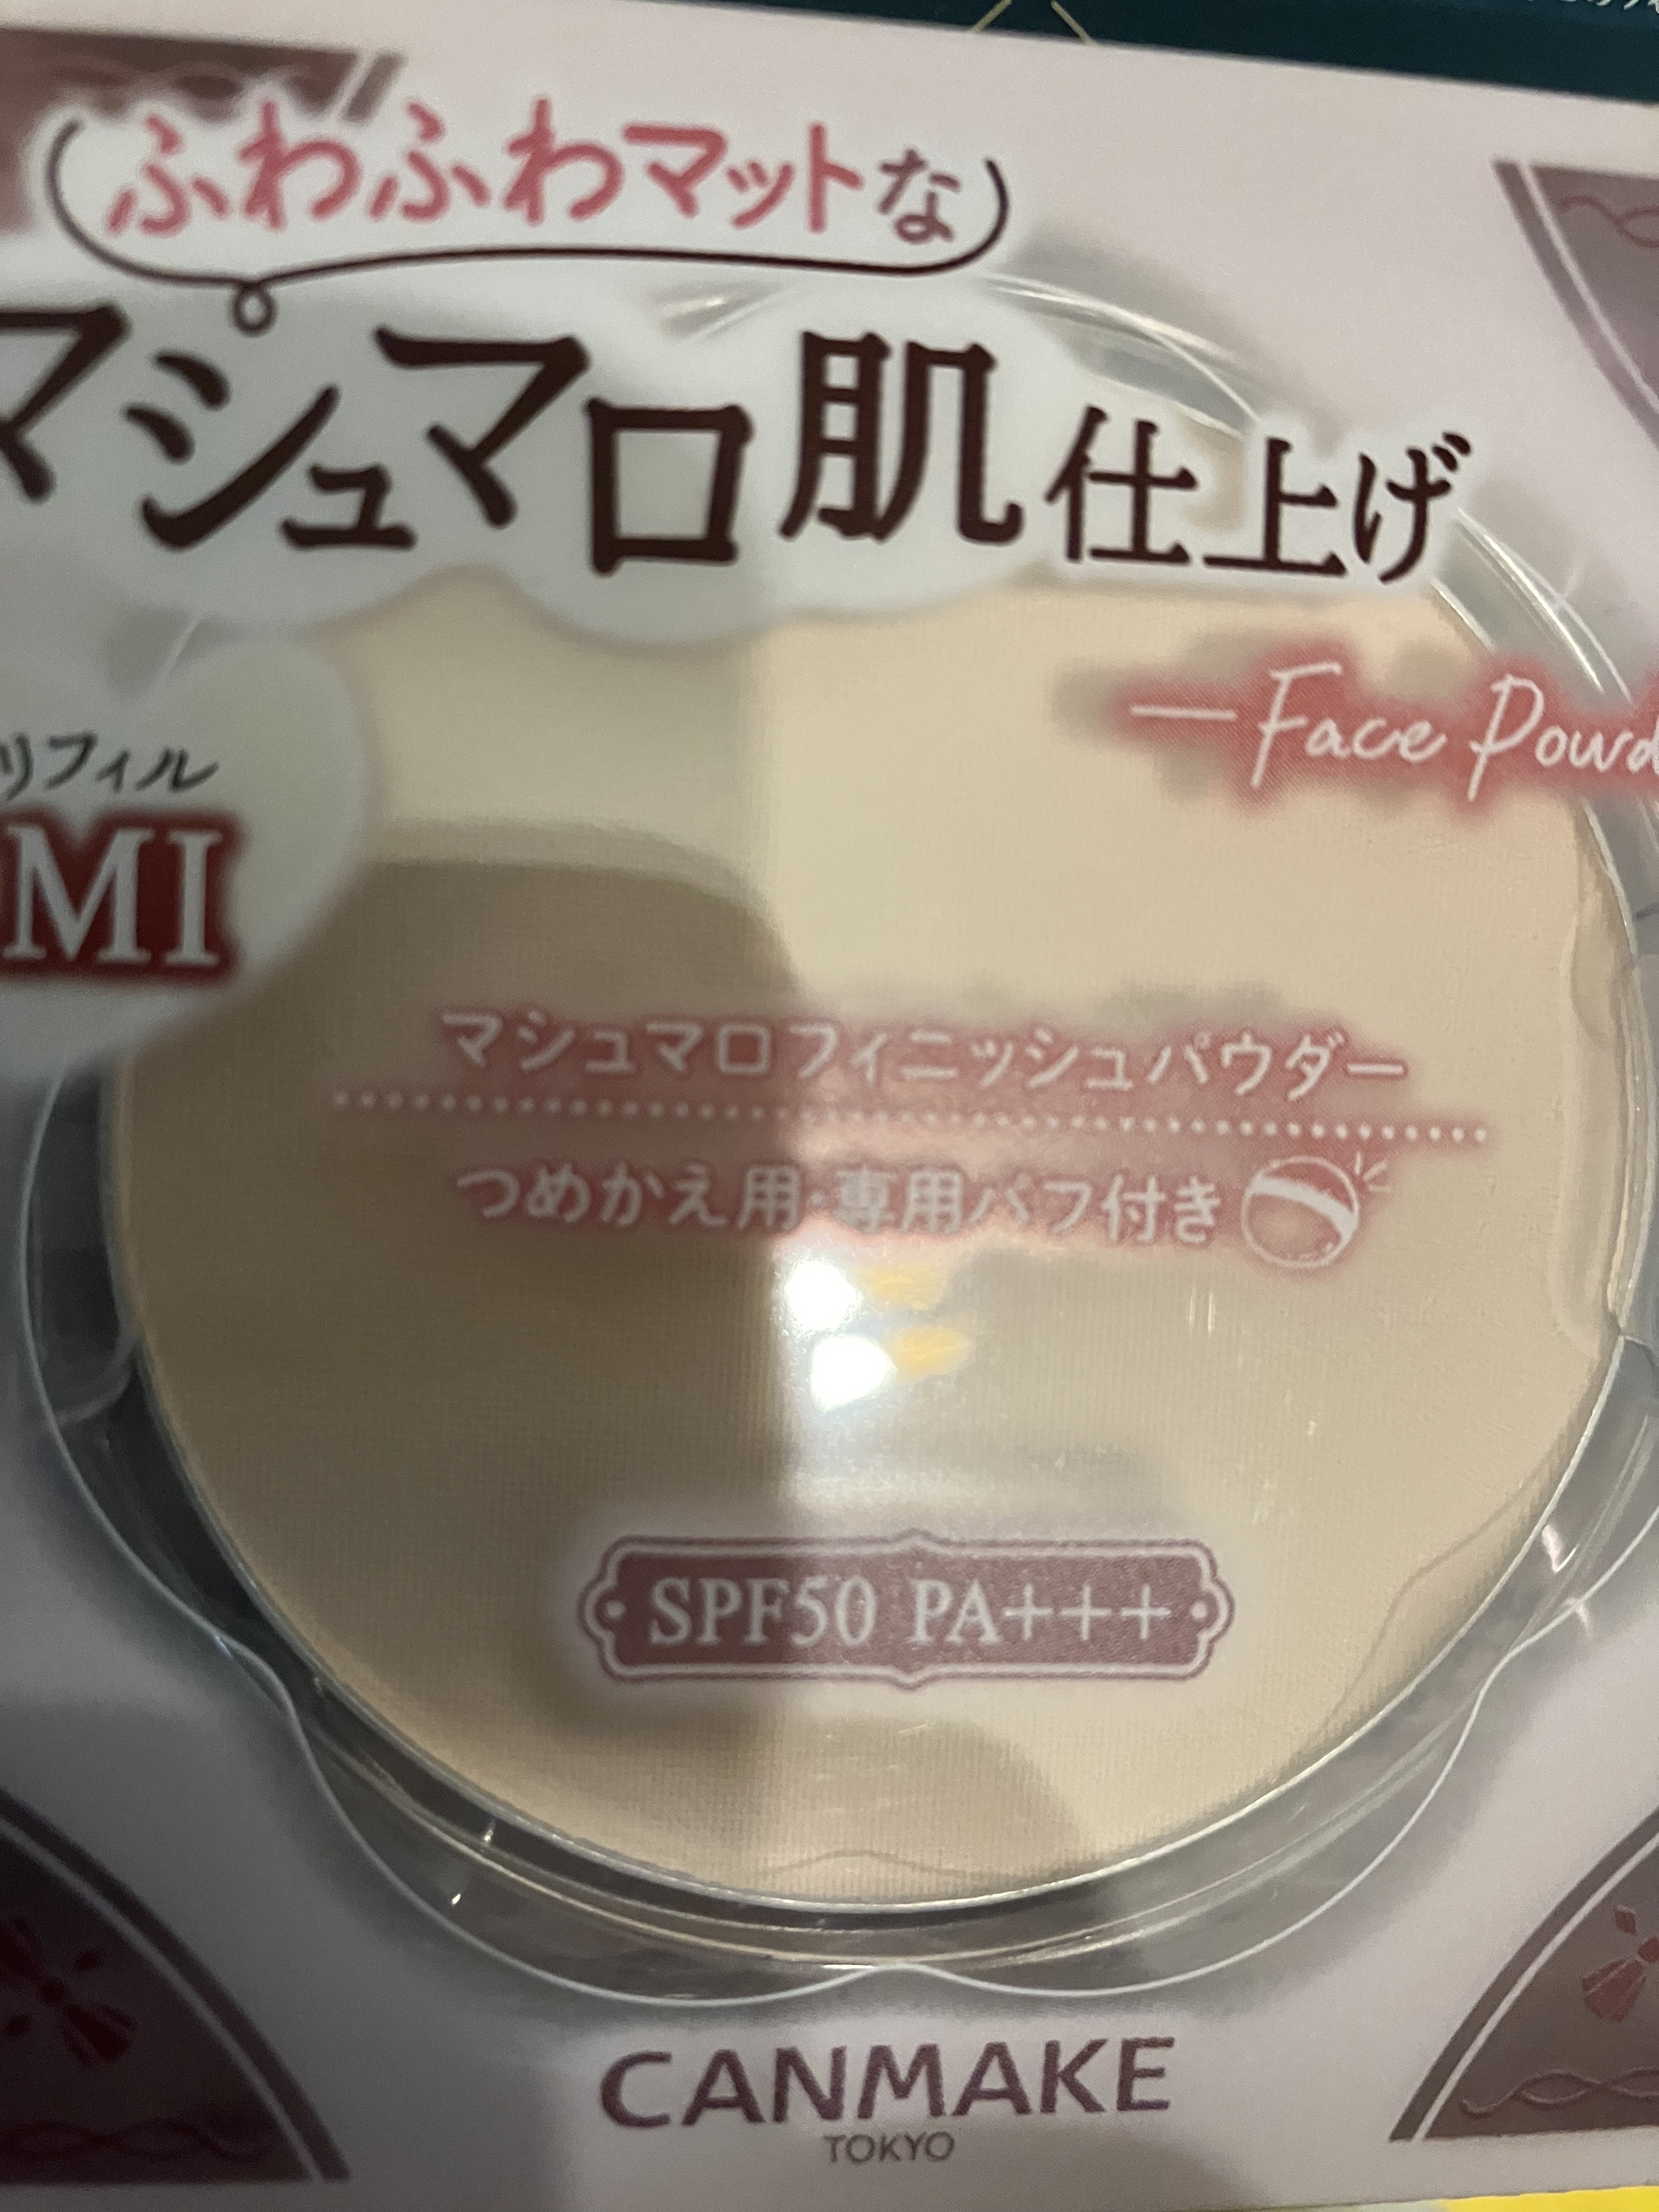 ふわふわマットな
マシュマロ肌仕上げ
Face Powd
リフィル
MI
マシュマロフィニッシュパウダー
つめかえ用・専用パフ付き
SPF50 PA+++
CANMAKE
TOKYO